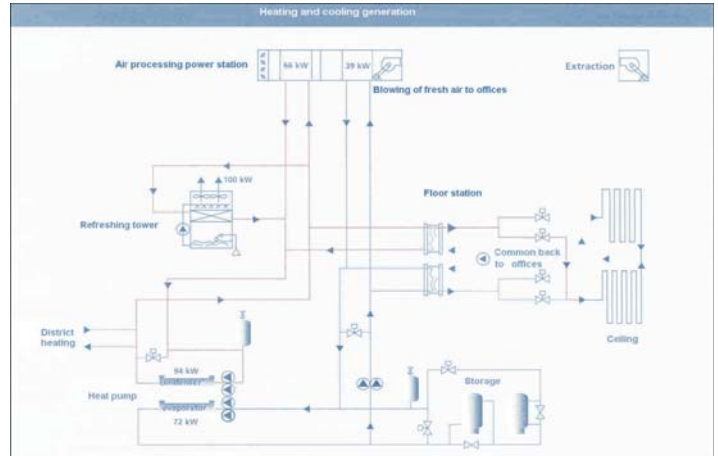 Heating and cooling generation
Air processing power station
66 kW
39 kW
Extraction
Blowing of fresh air to offices
100 kW
Refreshing tower
Floor station
Common back
to offices
District
heating
Ceiling
94 kW
condenser
Heat pump
evaporator
72 kW
Storage